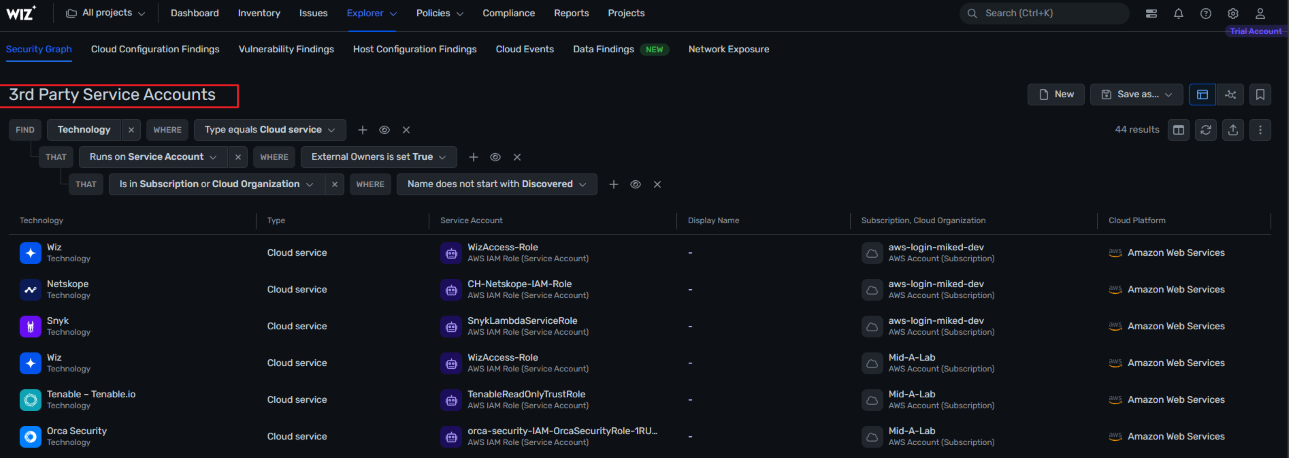 WIZ All projects Dashboard Inventory Issues Explorer Policies Compliance Reports Projects Search (Ctrl+K)
Trial Account
Security Graph Cloud Configuration Findings Vulnerability Findings Host Configuration Findings Cloud Events Data Findings NEW Network Exposure
3rd Party Service Accounts New Save as...
FIND Technology × WHERE Type equals Cloud service + × 44 results
THAT Runs on Service Account × WHERE External Owners is set True + ×
THAT Is in Subscription or Cloud Organization × WHERE Name does not start with Discovered + ×
Technology Type Service Account Display Name Subscription, Cloud Organization Cloud Platform
Wiz WizAccess-Role aws-login-miked-dev
Cloud service - aws Amazon Web Services
Technology AWS IAM Role (Service Account) AWS Account (Subscription)
Netskope CH-Netskope-IAM-Role aws-login-miked-dev
Cloud service - aws Amazon Web Services
Technology AWS IAM Role (Service Account) AWS Account (Subscription)
Snyk SnykLambdaServiceRole aws-login-miked-dev
Cloud service - aws Amazon Web Services
Technology AWS IAM Role (Service Account) AWS Account (Subscription)
Wiz WizAccess-Role Mid-A-Lab
Cloud service - aws Amazon Web Services
Technology AWS IAM Role (Service Account) AWS Account (Subscription)
Tenable – Tenable.io TenableReadOnlyTrustRole Mid-A-Lab
Cloud service - aws Amazon Web Services
Technology AWS IAM Role (Service Account) AWS Account (Subscription)
Orca Security orca-security-IAM-OrcaSecurityRole-1RU... Mid-A-Lab
Cloud service - aws Amazon Web Services
Technology AWS IAM Role (Service Account) AWS Account (Subscription)